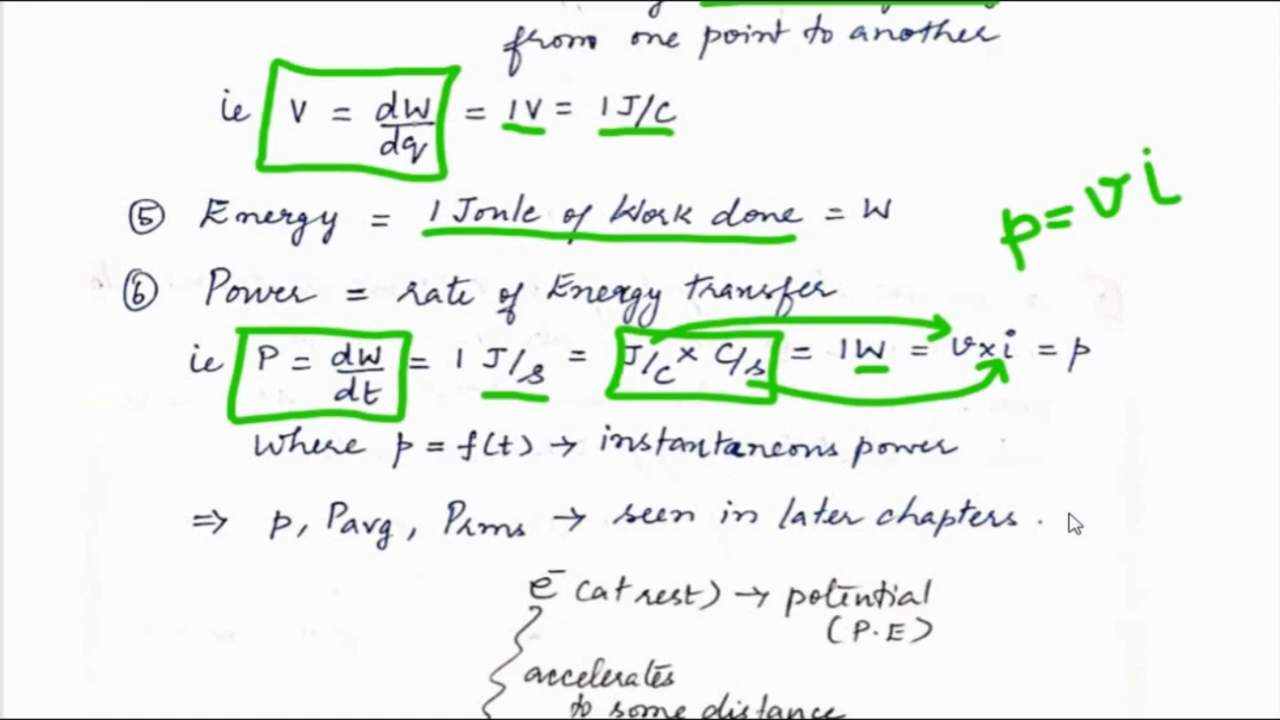 from one point to another
ie V = dW/dq = 1V = 1J/C
⑤ Energy = 1 Joule of Work done = W
p = vi
⑥ Power = rate of Energy transfer
ie P = dw/dt = 1 J/s = J/C × C/s = 1W = v×i = p
Where p = f(t) → instantaneous power
⇒ p, Pavg, Prms → seen in later chapters.
e⁻ (at rest) → potential
(P.E)
accelerates
to some distance